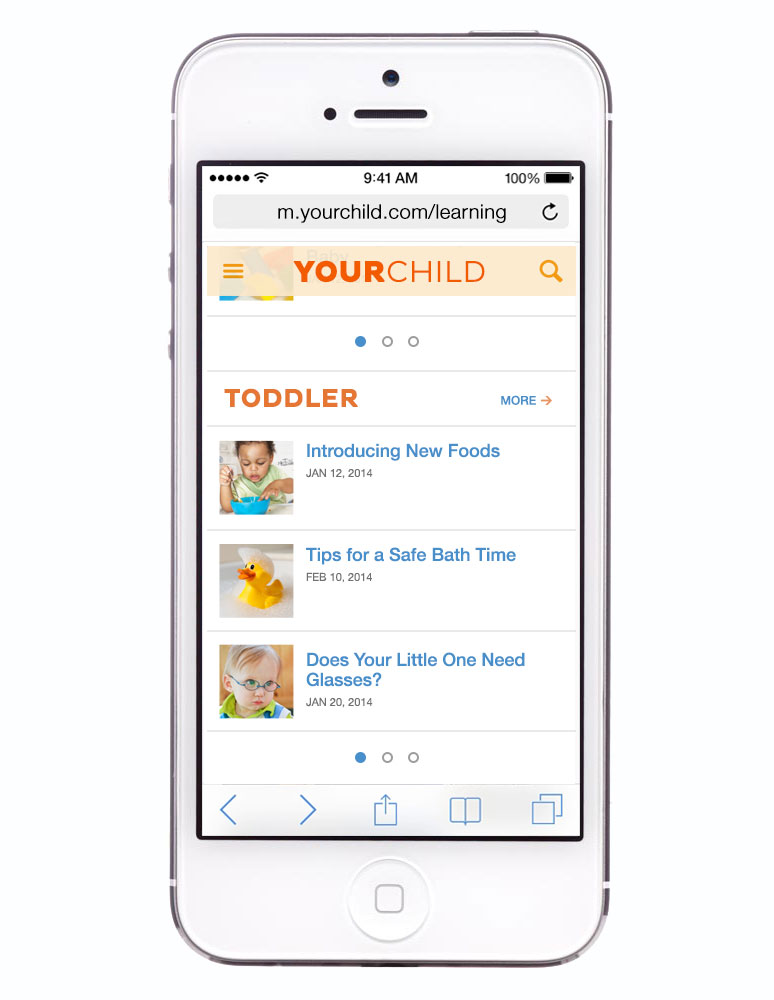 9:41 AM 100%
m.yourchild.com/learning
Baby
YOURCHILD
TODDLER
MORE →
Introducing New Foods
JAN 12, 2014
Tips for a Safe Bath Time
FEB 10, 2014
Does Your Little One Need
Glasses?
JAN 20, 2014